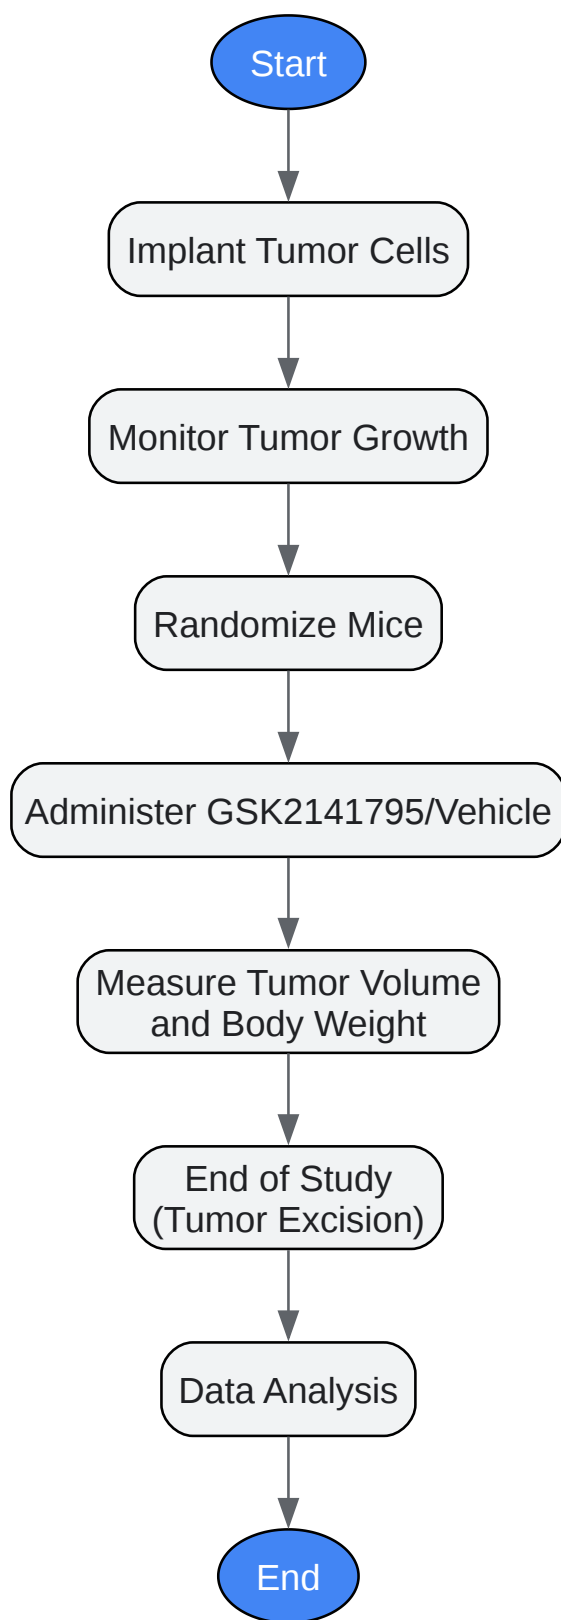 Start
Implant Tumor Cells
Monitor Tumor Growth
Randomize Mice
Administer GSK2141795/Vehicle
Measure Tumor Volume
and Body Weight
End of Study
(Tumor Excision)
Data Analysis
End